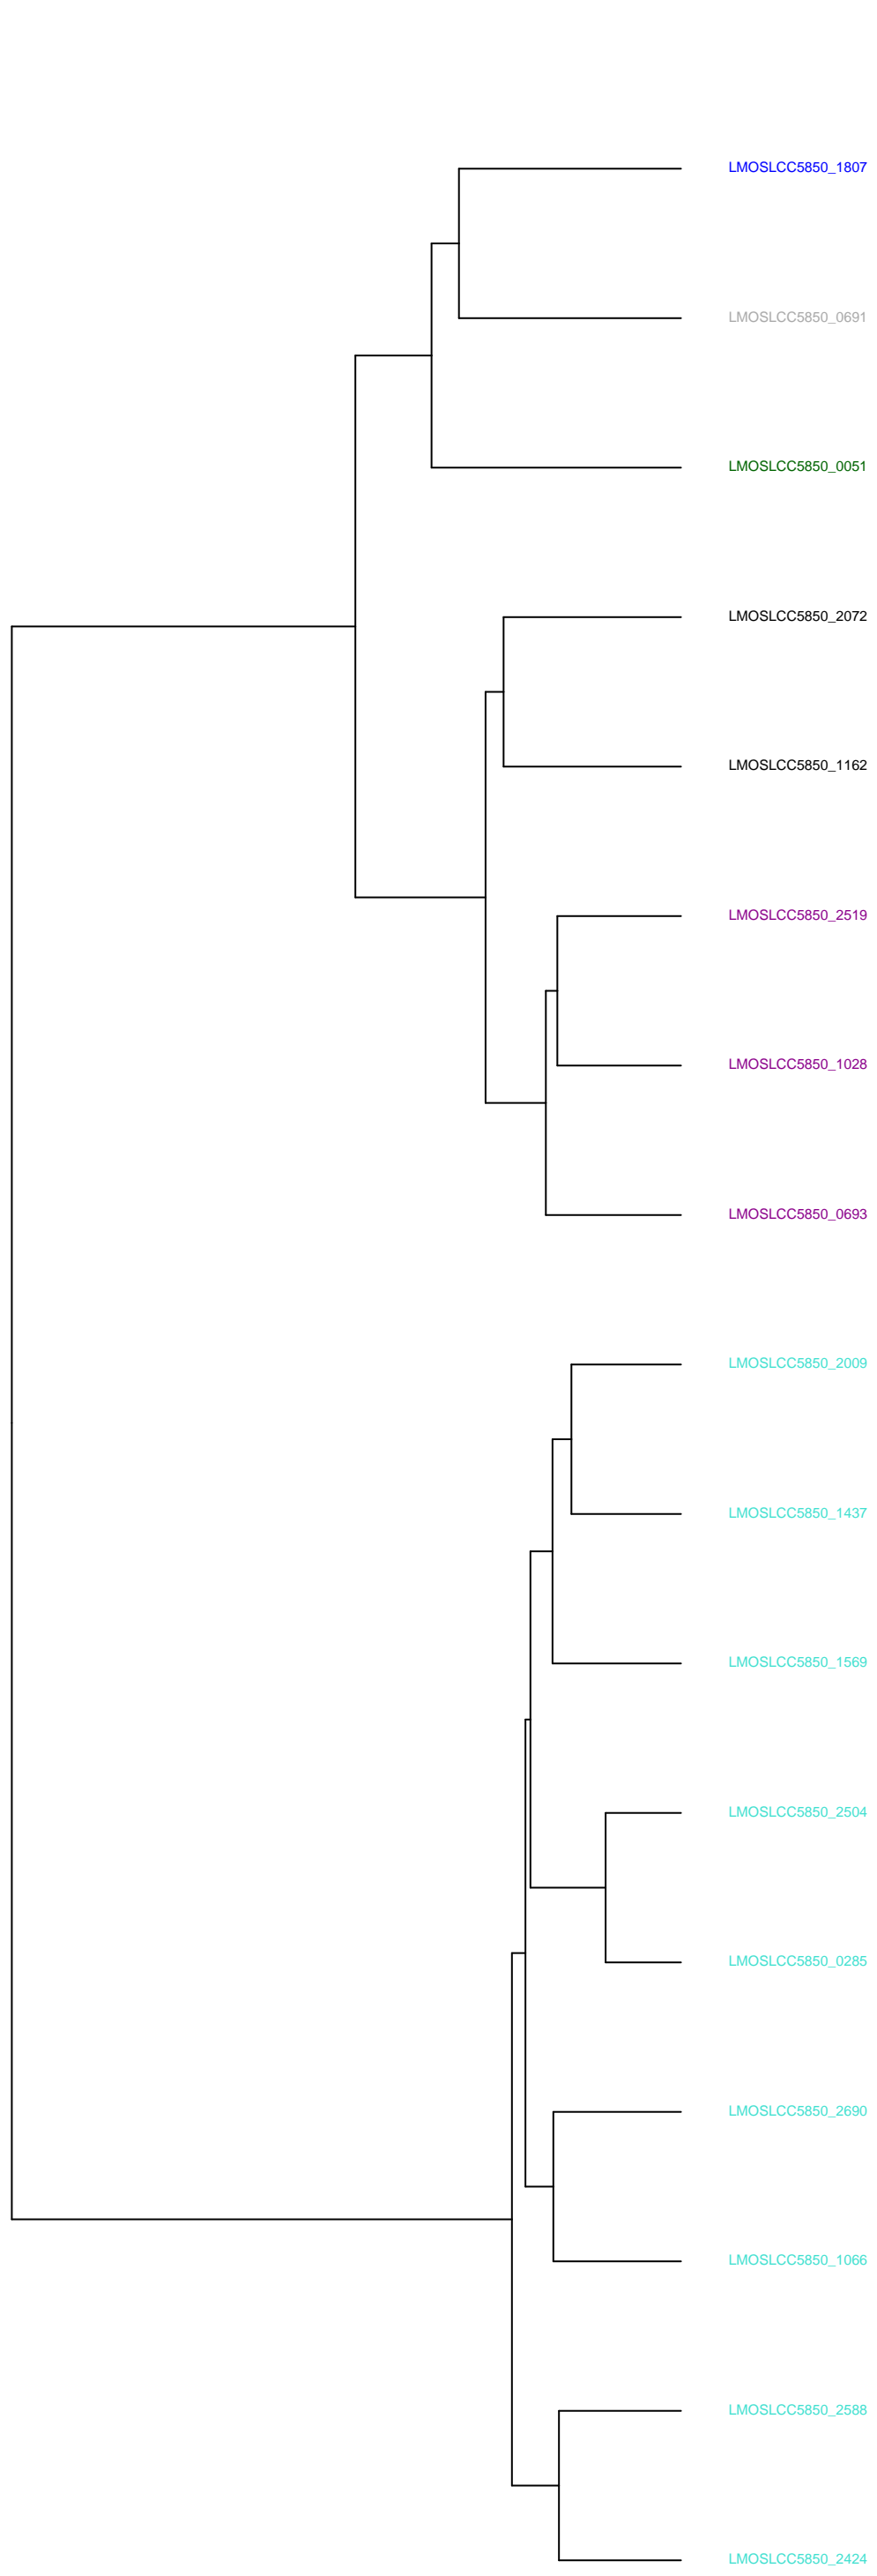 LMOSLCC5850_1807
LMOSLCC5850_0691
LMOSLCC5850_0051
LMOSLCC5850_2072
LMOSLCC5850_1162
LMOSLCC5850_2519
LMOSLCC5850_1028
LMOSLCC5850_0693
LMOSLCC5850_2009
LMOSLCC5850_1437
LMOSLCC5850_1569
LMOSLCC5850_2504
LMOSLCC5850_0285
LMOSLCC5850_2690
LMOSLCC5850_1066
LMOSLCC5850_2588
LMOSLCC5850_2424